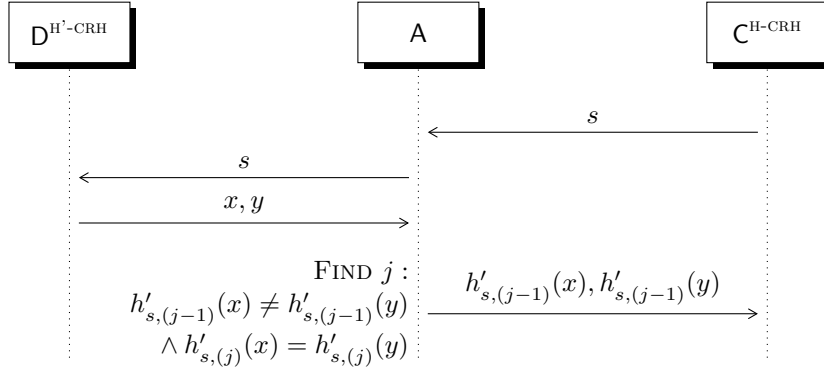 D^{H'-CRH} A C^{H-CRH}
s
s
x, y
FIND j :
h'_{s,(j−1)}(x) ≠ h'_{s,(j−1)}(y)
∧ h'_{s,(j)}(x) = h'_{s,(j)}(y)
h'_{s,(j−1)}(x), h'_{s,(j−1)}(y)